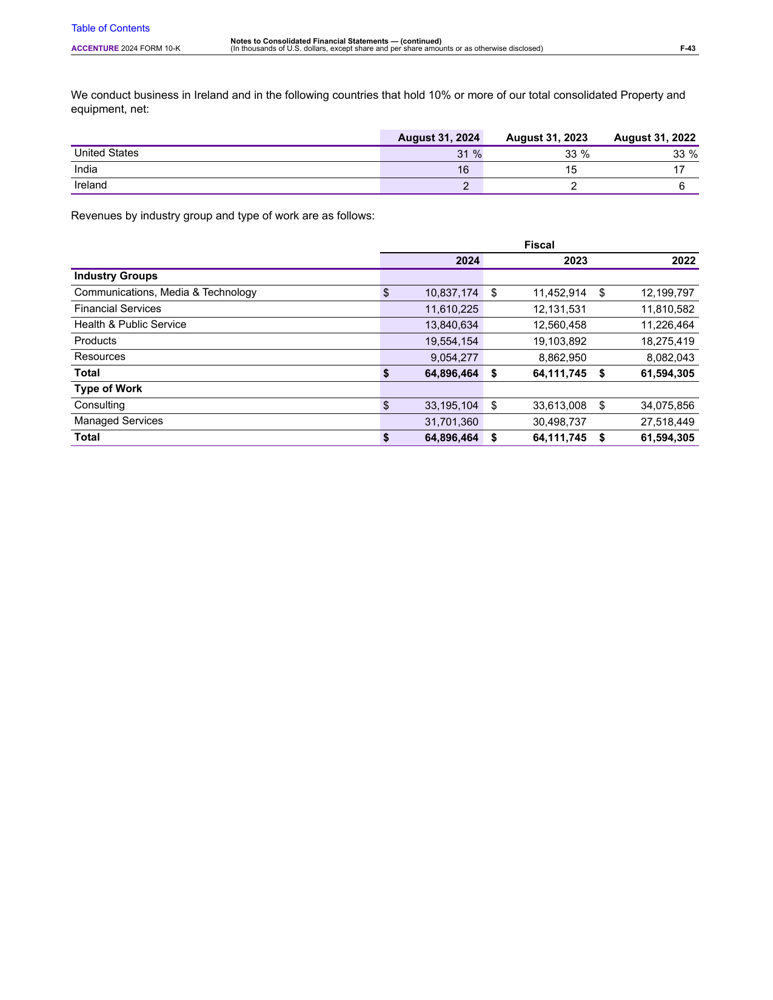 Table of Contents
ACCENTURE 2024 FORM 10-K
Notes to Consolidated Financial Statements — (continued)
(In thousands of U.S. dollars, except share and per share amounts or as otherwise disclosed)
F-43
We conduct business in Ireland and in the following countries that hold 10% or more of our total consolidated Property and
equipment, net:
August 31, 2024 August 31, 2023 August 31, 2022
United States 31 % 33 % 33 %
India 16 15 17
Ireland 2 2 6
Revenues by industry group and type of work are as follows:
Fiscal
2024 2023 2022
Industry Groups
Communications, Media & Technology $ 10,837,174 $ 11,452,914 $ 12,199,797
Financial Services 11,610,225 12,131,531 11,810,582
Health & Public Service 13,840,634 12,560,458 11,226,464
Products 19,554,154 19,103,892 18,275,419
Resources 9,054,277 8,862,950 8,082,043
Total $ 64,896,464 $ 64,111,745 $ 61,594,305
Type of Work
Consulting $ 33,195,104 $ 33,613,008 $ 34,075,856
Managed Services 31,701,360 30,498,737 27,518,449
Total $ 64,896,464 $ 64,111,745 $ 61,594,305